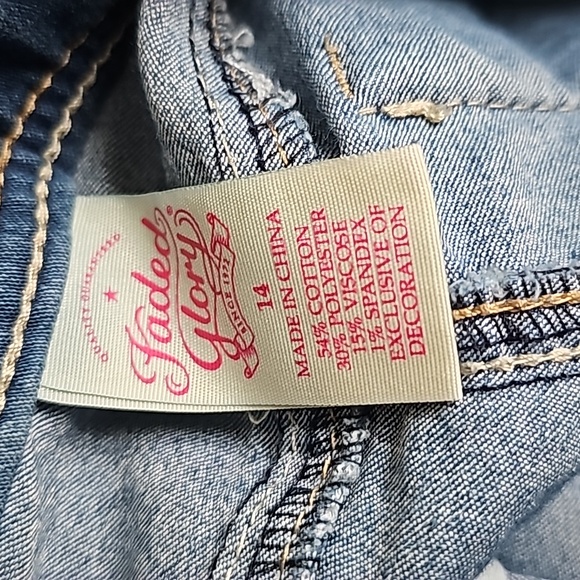 QUALITY GUARANTEED
Faded®
Glory
SINCE 1972
14
MADE IN CHINA
54% COTTON
30% POLYESTER
15% VISCOSE
1% SPANDEX
EXCLUSIVE OF
DECORATION